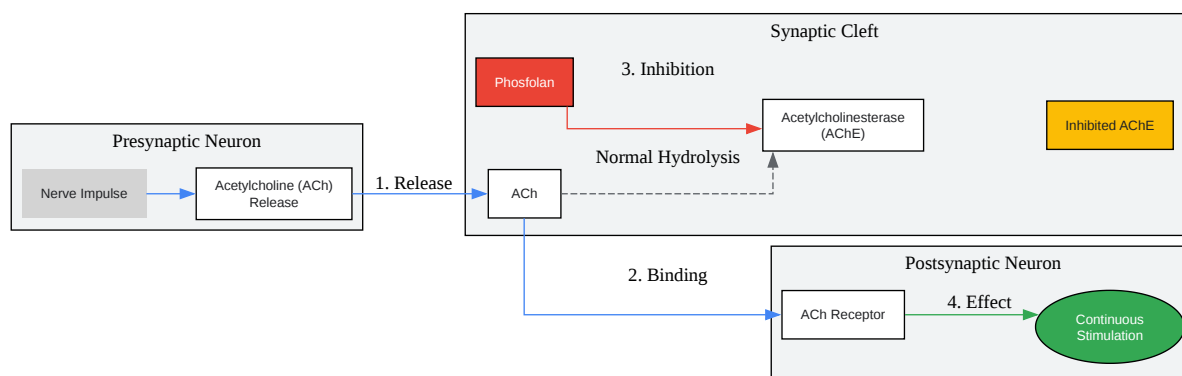 Synaptic Cleft
Phosfolan
3. Inhibition
Acetylcholinesterase
(AChE)
Inhibited AChE
Presynaptic Neuron
Normal Hydrolysis
Nerve Impulse
Acetylcholine (ACh)
Release
1. Release
ACh
Postsynaptic Neuron
2. Binding
ACh Receptor
4. Effect
Continuous
Stimulation